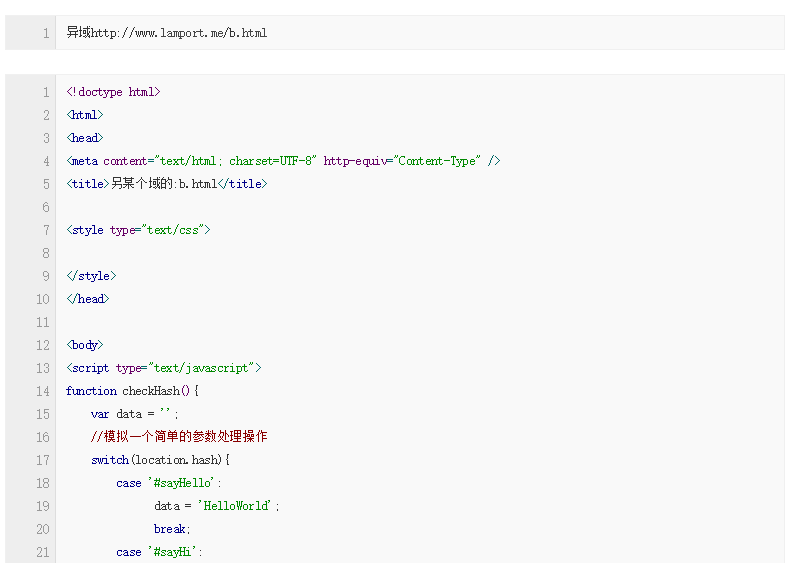 1 异域http://www.lamport.me/b.html
1 <!doctype html>
2 <html>
3 <head>
4 <meta content="text/html; charset=UTF-8" http-equiv="Content-Type" />
5 <title>另某个域的:b.html</title>
6
7 <style type="text/css">
8
9 </style>
10 </head>
11
12 <body>
13 <script type="text/javascript">
14 function checkHash(){
15     var data = '';
16     //模拟一个简单的参数处理操作
17     switch(location.hash){
18         case '#sayHello':
19               data = 'HelloWorld';
20               break;
21         case '#sayHi':